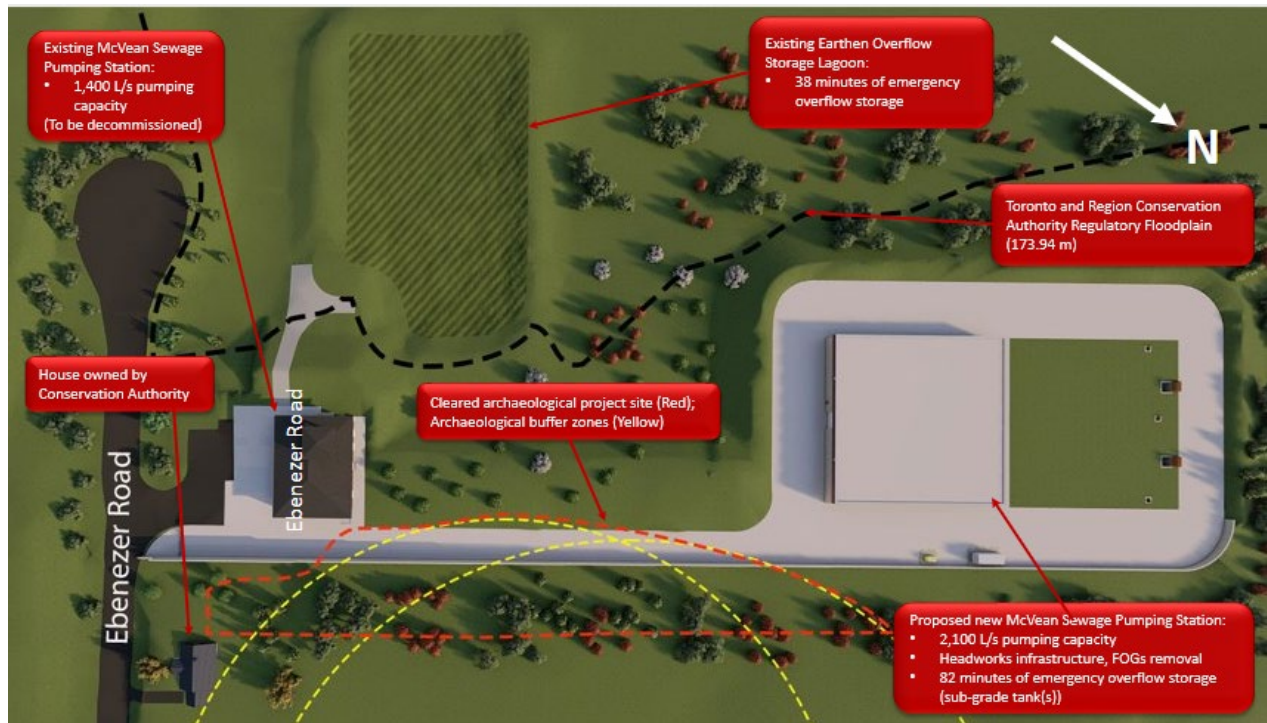 Existing McVean Sewage
Pumping Station:
• 1,400 L/s pumping
capacity
(To be decommissioned)
Existing Earthen Overflow
Storage Lagoon:
• 38 minutes of emergency
overflow storage
N
Toronto and Region Conservation
Authority Regulatory Floodplain
(173.94 m)
House owned by
Conservation Authority
Cleared archaeological project site (Red);
Archaeological buffer zones (Yellow)
Ebenezer Road
Ebenezer Road
Proposed new McVean Sewage Pumping Station:
• 2,100 L/s pumping capacity
• Headworks infrastructure, FOGs removal
• 82 minutes of emergency overflow storage
(sub-grade tank(s))